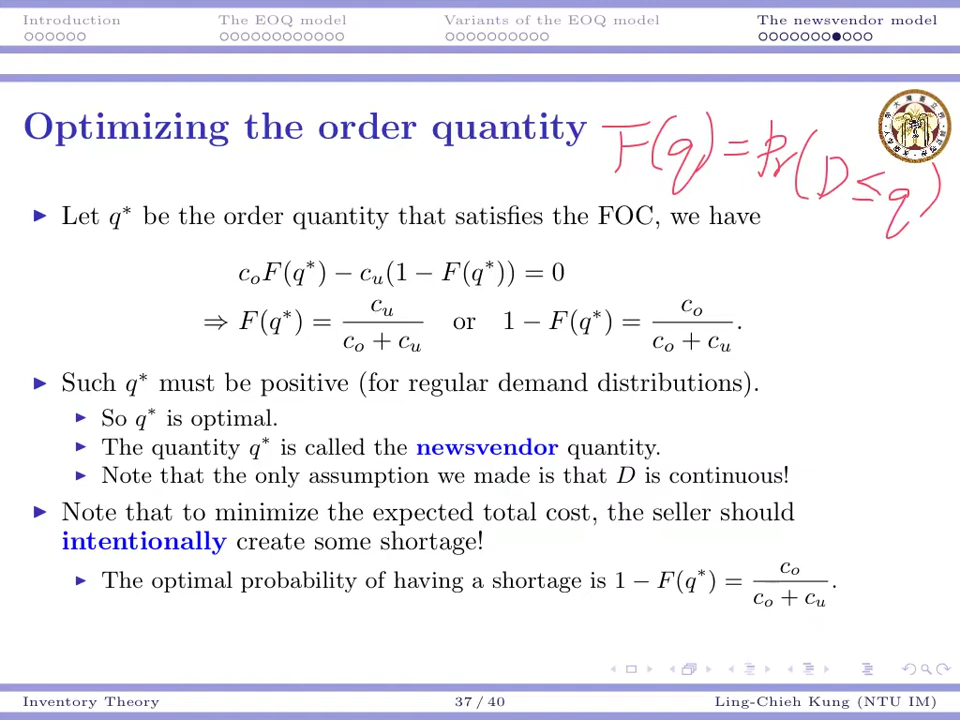 Introduction The EOQ model Variants of the EOQ model The newsvendor model
Optimizing the order quantity
F(q) = Pr(D ≤ q)
▶ Let q* be the order quantity that satisfies the FOC, we have
c_o F(q*) − c_u(1 − F(q*)) = 0
⇒ F(q*) = c_u / (c_o + c_u) or 1 − F(q*) = c_o / (c_o + c_u).
▶ Such q* must be positive (for regular demand distributions).
▶ So q* is optimal.
▶ The quantity q* is called the newsvendor quantity.
▶ Note that the only assumption we made is that D is continuous!
▶ Note that to minimize the expected total cost, the seller should
intentionally create some shortage!
▶ The optimal probability of having a shortage is 1 − F(q*) = c_o / (c_o + c_u).
Inventory Theory 37 / 40 Ling-Chieh Kung (NTU IM)